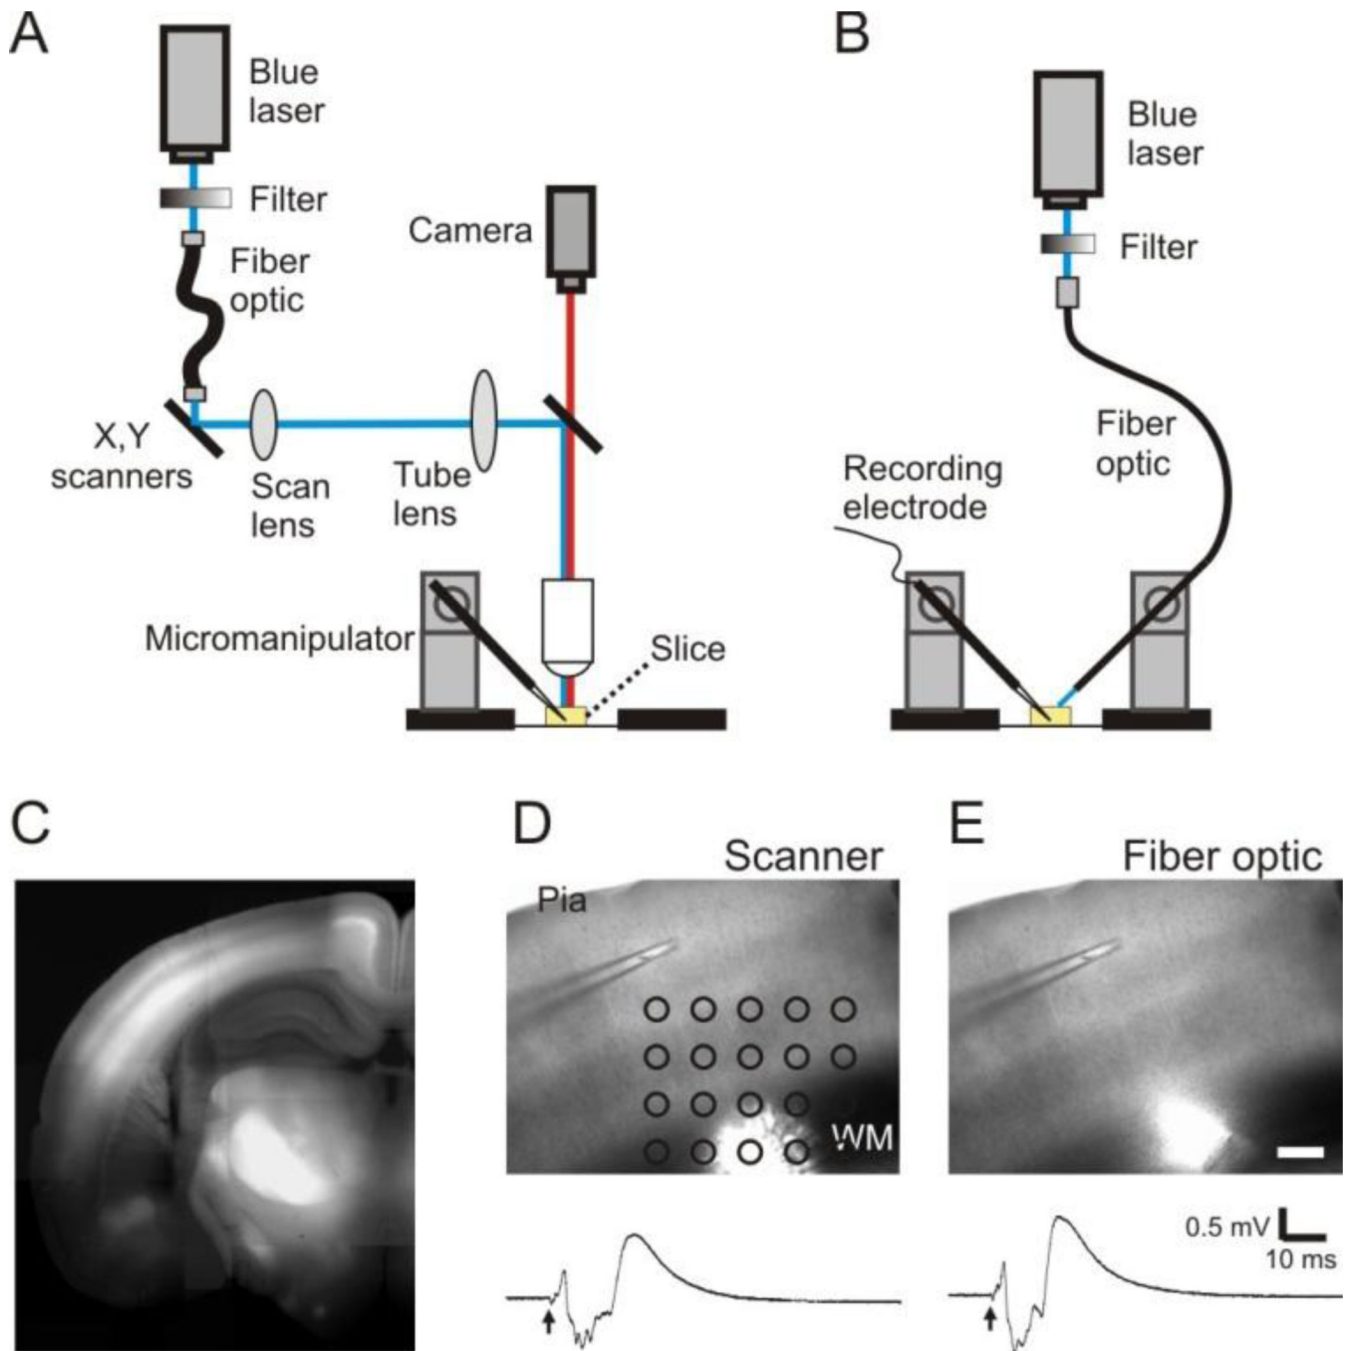 A
Blue
laser
Filter
Fiber
optic
Camera
X,Y
scanners
Scan
lens
Tube
lens
Micromanipulator
Slice
B
Blue
laser
Filter
Fiber
optic
Recording
electrode
C
D
Scanner
Pia
WM
E
Fiber optic
0.5 mV
10 ms